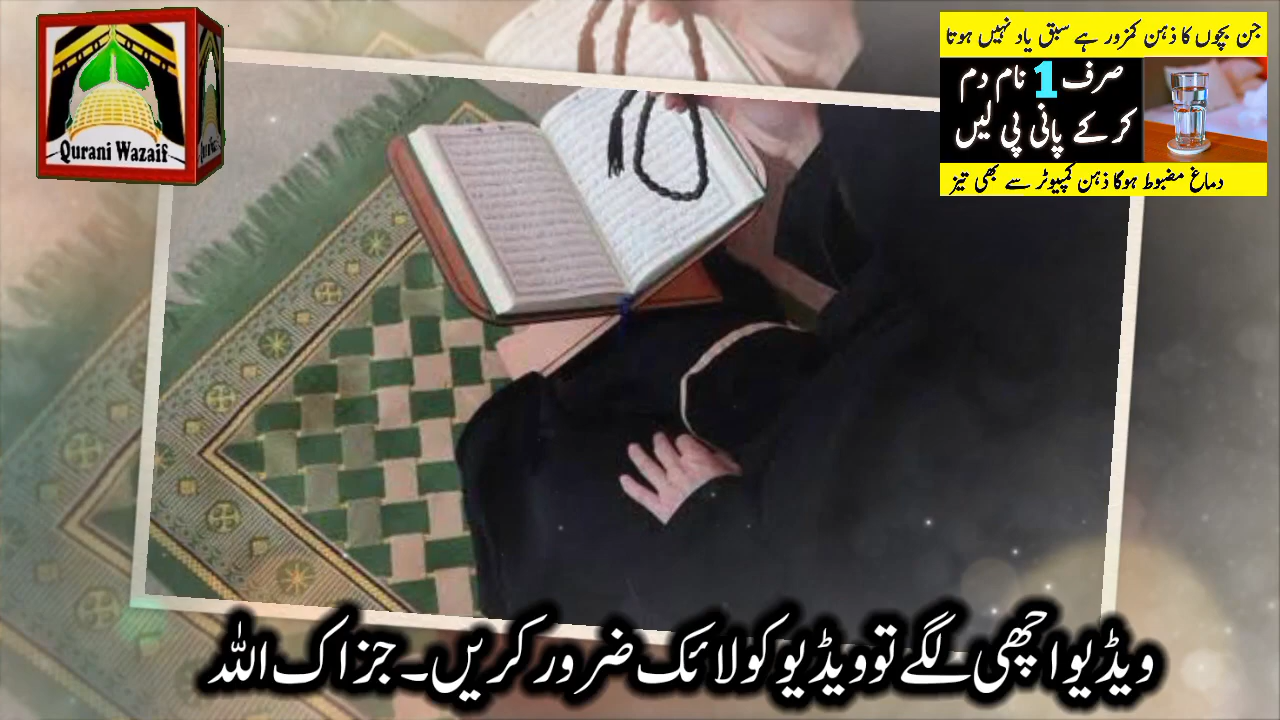 Qurani Wazaif
جن بچوں کا ذہن کمزور ہے سبق یاد نہیں ہوتا
صرف 1 نام دم
کر کے پانی پی لیں
دماغ مضبوط ہوگا ذہن کمپیوٹر سے بھی تیز
ویڈیو اچھی لگے تو ویڈیو کو لائک ضرور کریں۔ جزاک اللہ